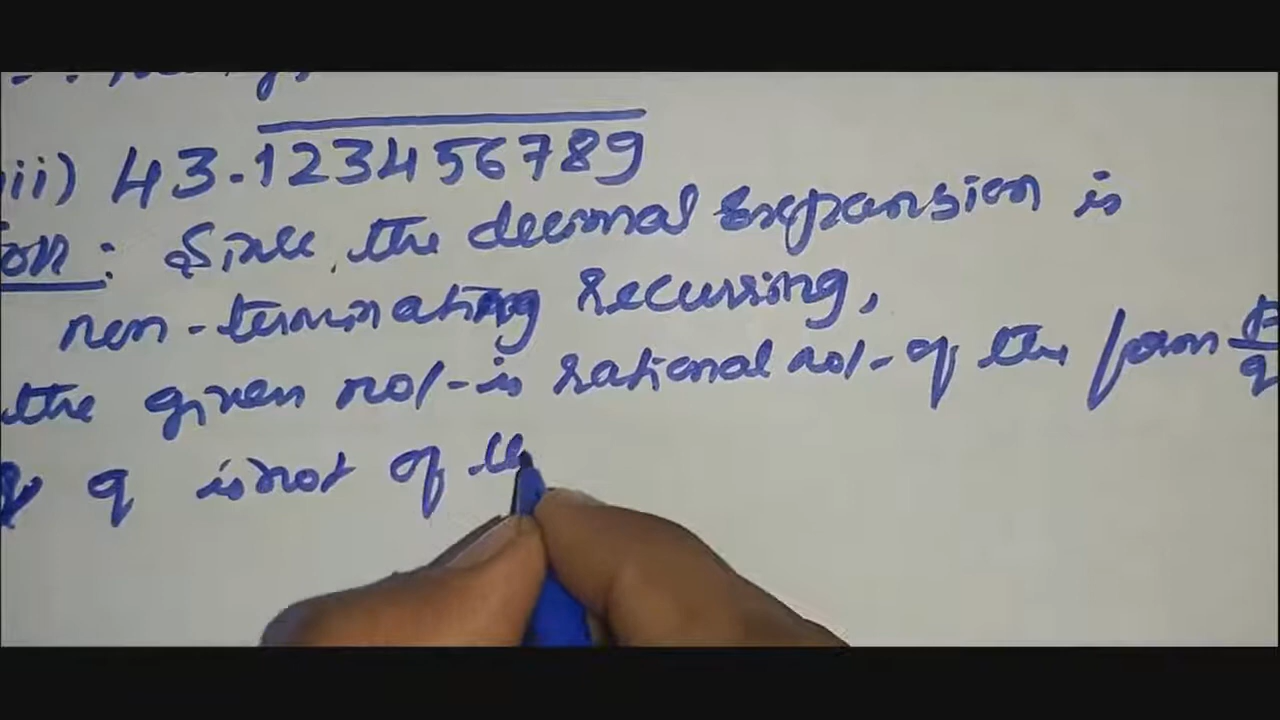 iii) 43.123456789
Soln: Since, the decimal expansion is
non-terminating recurring,
the given no/- is rational no/- of the form p/q
& q is not of